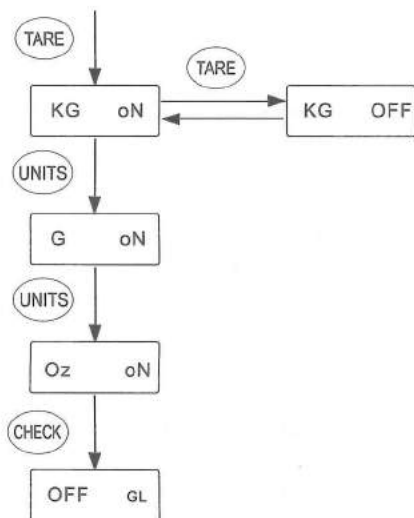 TARE
TARE
KG oN
KG OFF
UNITS
G oN
UNITS
Oz oN
CHECK
OFF GL